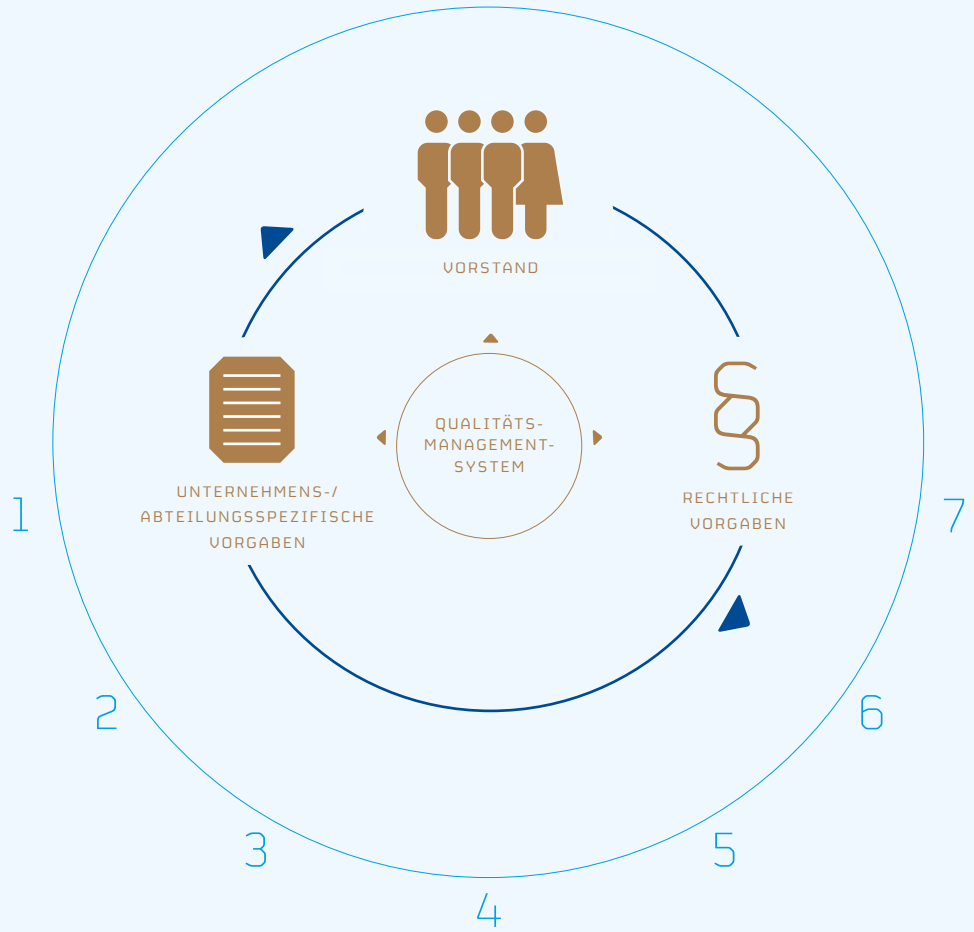 VORSTAND
QUALITÄTS-
MANAGEMENT-
SYSTEM
UNTERNEHMENS-/
ABTEILUNGSSPEZIFISCHE
VORGABEN
§
RECHTLICHE
VORGABEN
1
2
3
4
5
6
7